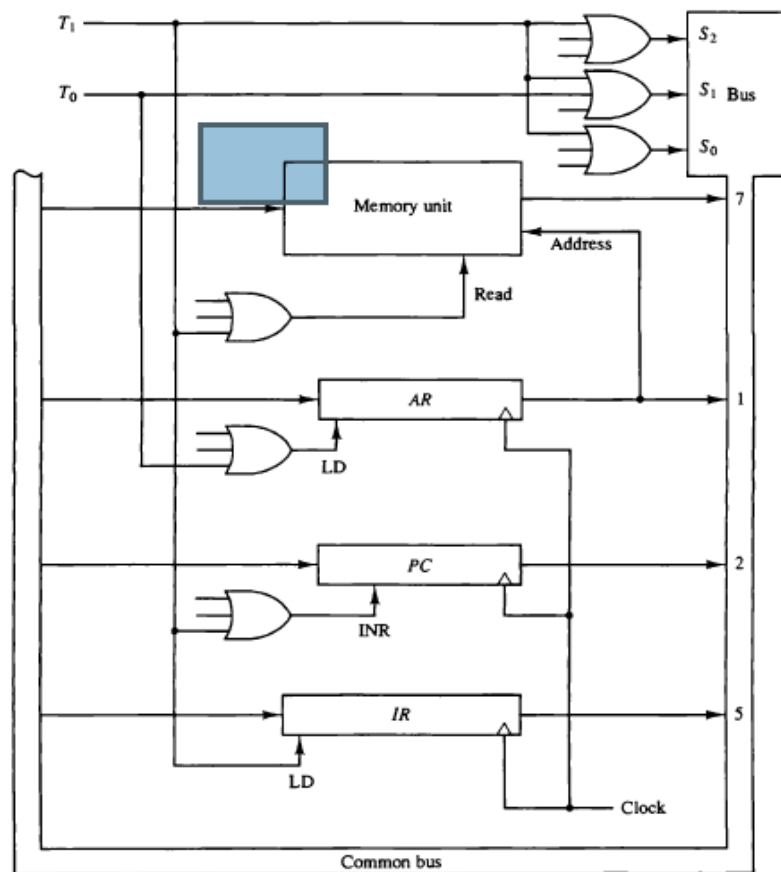 T₁
S₂
T₀
S₁ Bus
S₀
7
Memory unit
Address
Read
AR
1
LD
PC
2
INR
IR
5
LD
Clock
Common bus